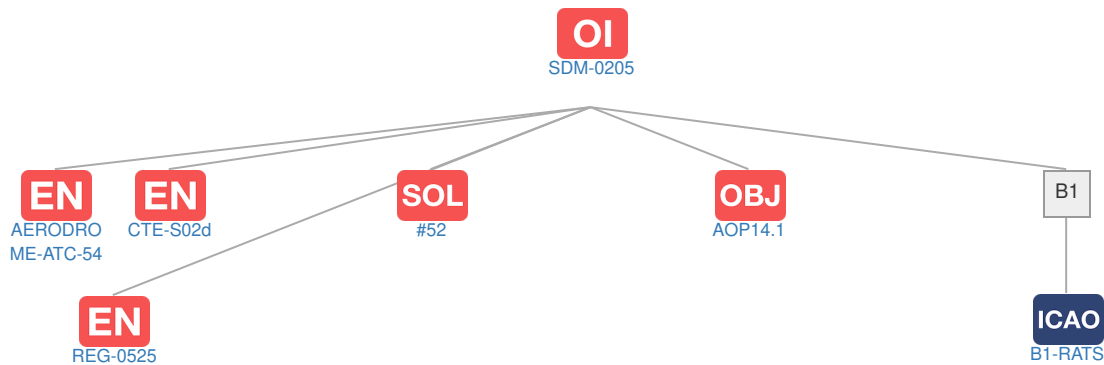 OI
SDM-0205
EN
AERODRO
ME-ATC-54
EN
CTE-S02d
SOL
#52
OBJ
AOP14.1
B1
EN
REG-0525
ICAO
B1-RATS